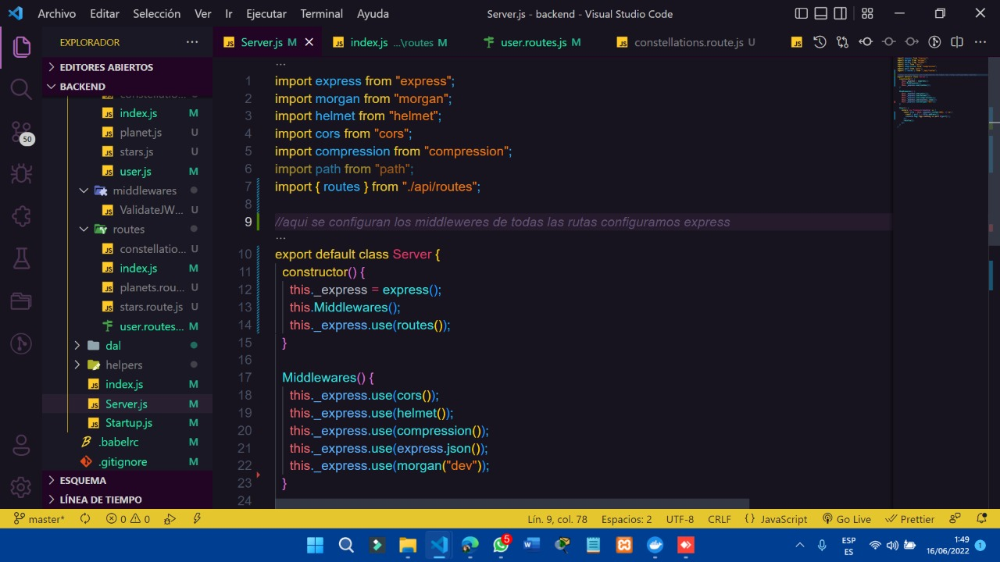 Archivo Editar Selección Ver Ir Ejecutar Terminal Ayuda Server.js - backend - Visual Studio Code
EXPLORADOR
Server.js M index.js ...\routes M user.routes.js M constellations.route.js U
EDITORES ABIERTOS
BACKEND
constellatio...
index.js M
planet.js U
stars.js U
user.js M
middlewares
ValidateJW... U
routes
constellatio... U
index.js M
planets.rou... U
stars.route.js U
user.routes... M
dal
helpers
index.js M
Server.js M
Startup.js M
.babelrc M
.gitignore M
ESQUEMA
LÍNEA DE TIEMPO
50
...
1 import express from "express";
2 import morgan from "morgan";
3 import helmet from "helmet";
4 import cors from "cors";
5 import compression from "compression";
6 import path from "path";
7 import { routes } from "./api/routes";
8
9 //aqui se configuran los middleweres de todas las rutas configuramos express
...
10 export default class Server {
11 constructor() {
12 this._express = express();
13 this.Middlewares();
14 this._express.use(routes());
15 }
16
17 Middlewares() {
18 this._express.use(cors());
19 this._express.use(helmet());
20 this._express.use(compression());
21 this._express.use(express.json());
22 this._express.use(morgan("dev"));
23 }
24
master* 0 0 Lín. 9, col. 78 Espacios: 2 UTF-8 CRLF {} JavaScript Go Live Prettier
5
ESP
ES
1:49
16/06/2022
1